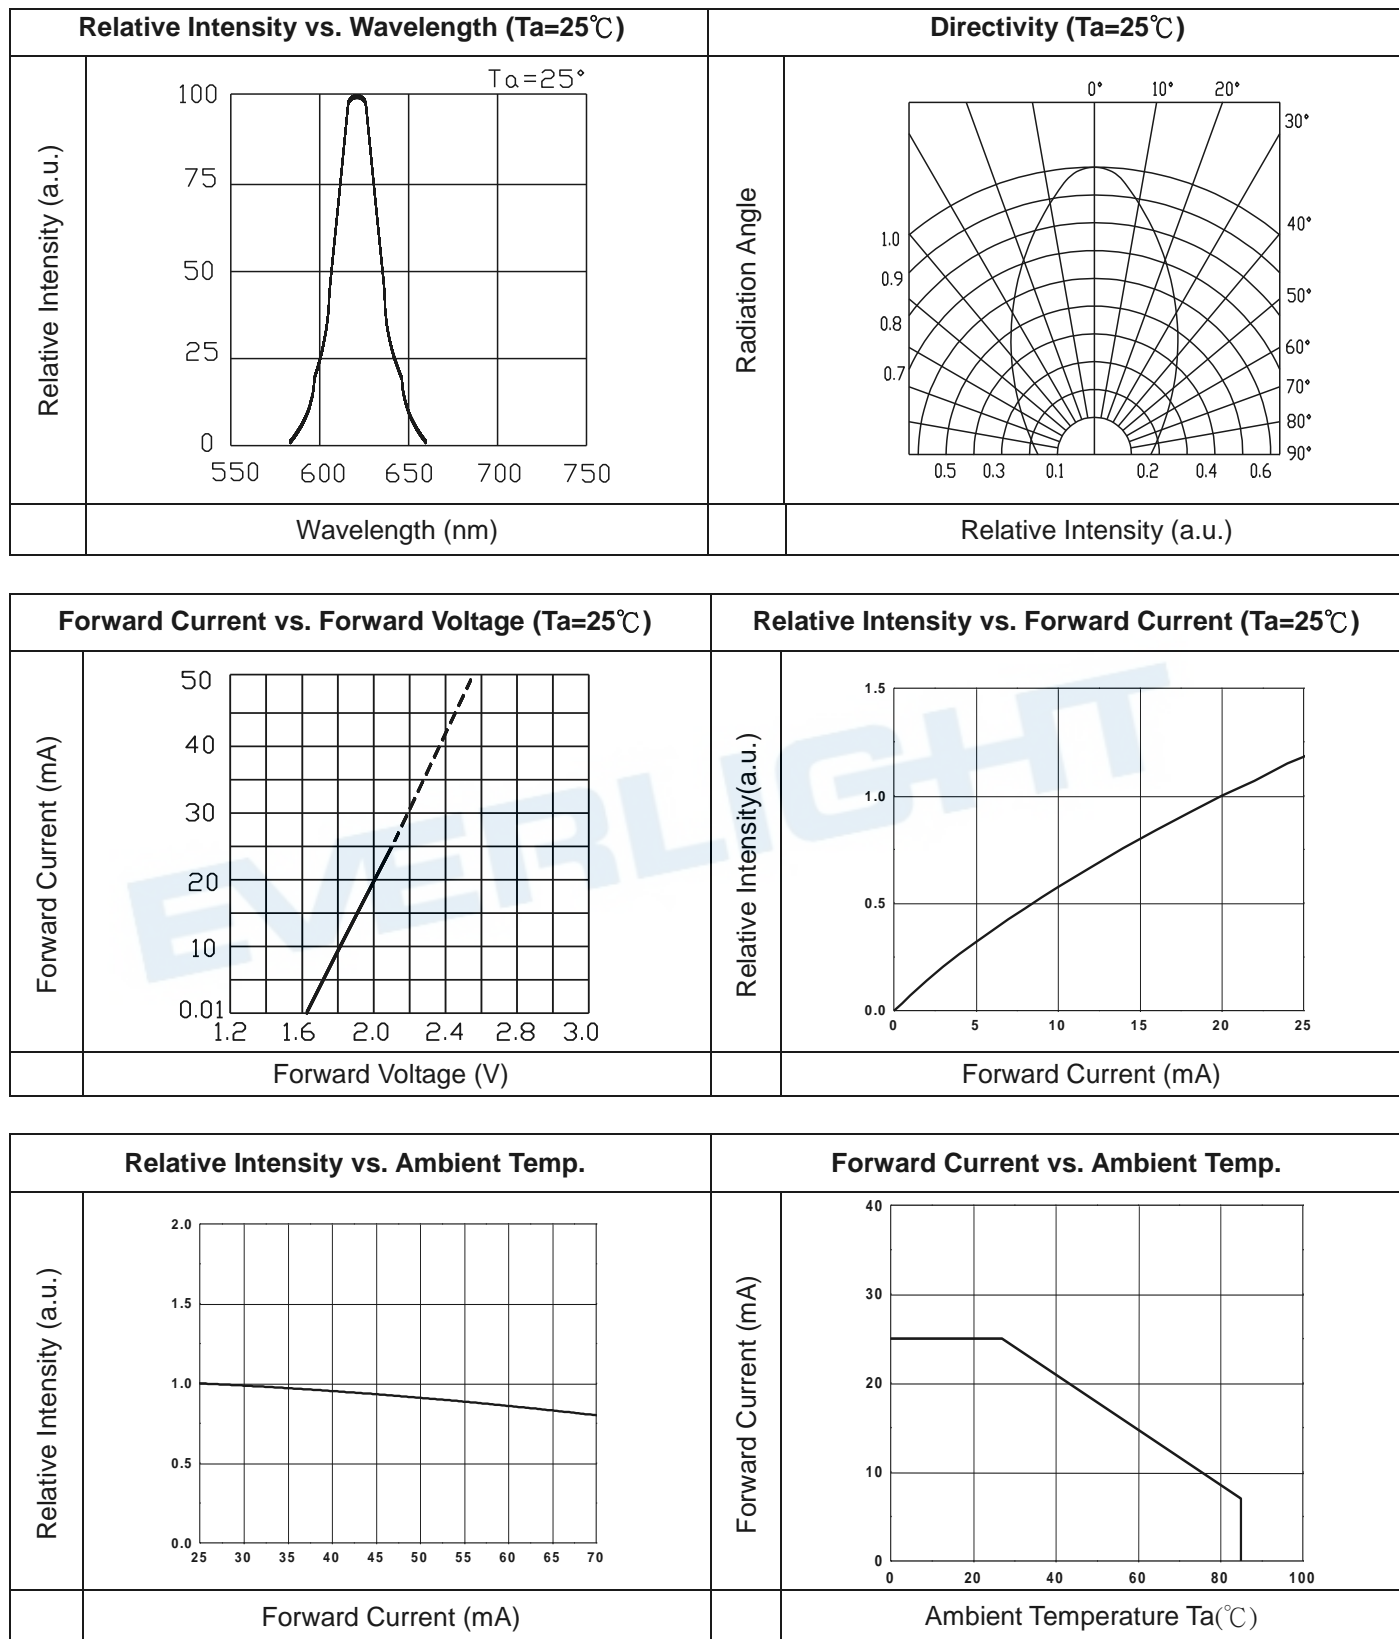 Relative Intensity vs. Wavelength (Ta=25℃)
Directivity (Ta=25℃)
Relative Intensity (a.u.)
Ta=25°
100
75
50
25
0
550 600 650 700 750
Wavelength (nm)
Radiation Angle
0° 10° 20°
30°
40°
50°
60°
70°
80°
90°
1.0
0.9
0.8
0.7
0.5 0.3 0.1 0.2 0.4 0.6
Relative Intensity (a.u.)
Forward Current vs. Forward Voltage (Ta=25℃)
Relative Intensity vs. Forward Current (Ta=25℃)
EVERLIGHT
Forward Current (mA)
50
40
30
20
10
0.01
1.2 1.6 2.0 2.4 2.8 3.0
Forward Voltage (V)
Relative Intensity(a.u.)
1.5
1.0
0.5
0.0
0 5 10 15 20 25
Forward Current (mA)
Relative Intensity vs. Ambient Temp.
Forward Current vs. Ambient Temp.
Relative Intensity (a.u.)
2.0
1.5
1.0
0.5
0.0
25 30 35 40 45 50 55 60 65 70
Forward Current (mA)
Forward Current (mA)
40
30
20
10
0
0 20 40 60 80 100
Ambient Temperature Ta(℃)